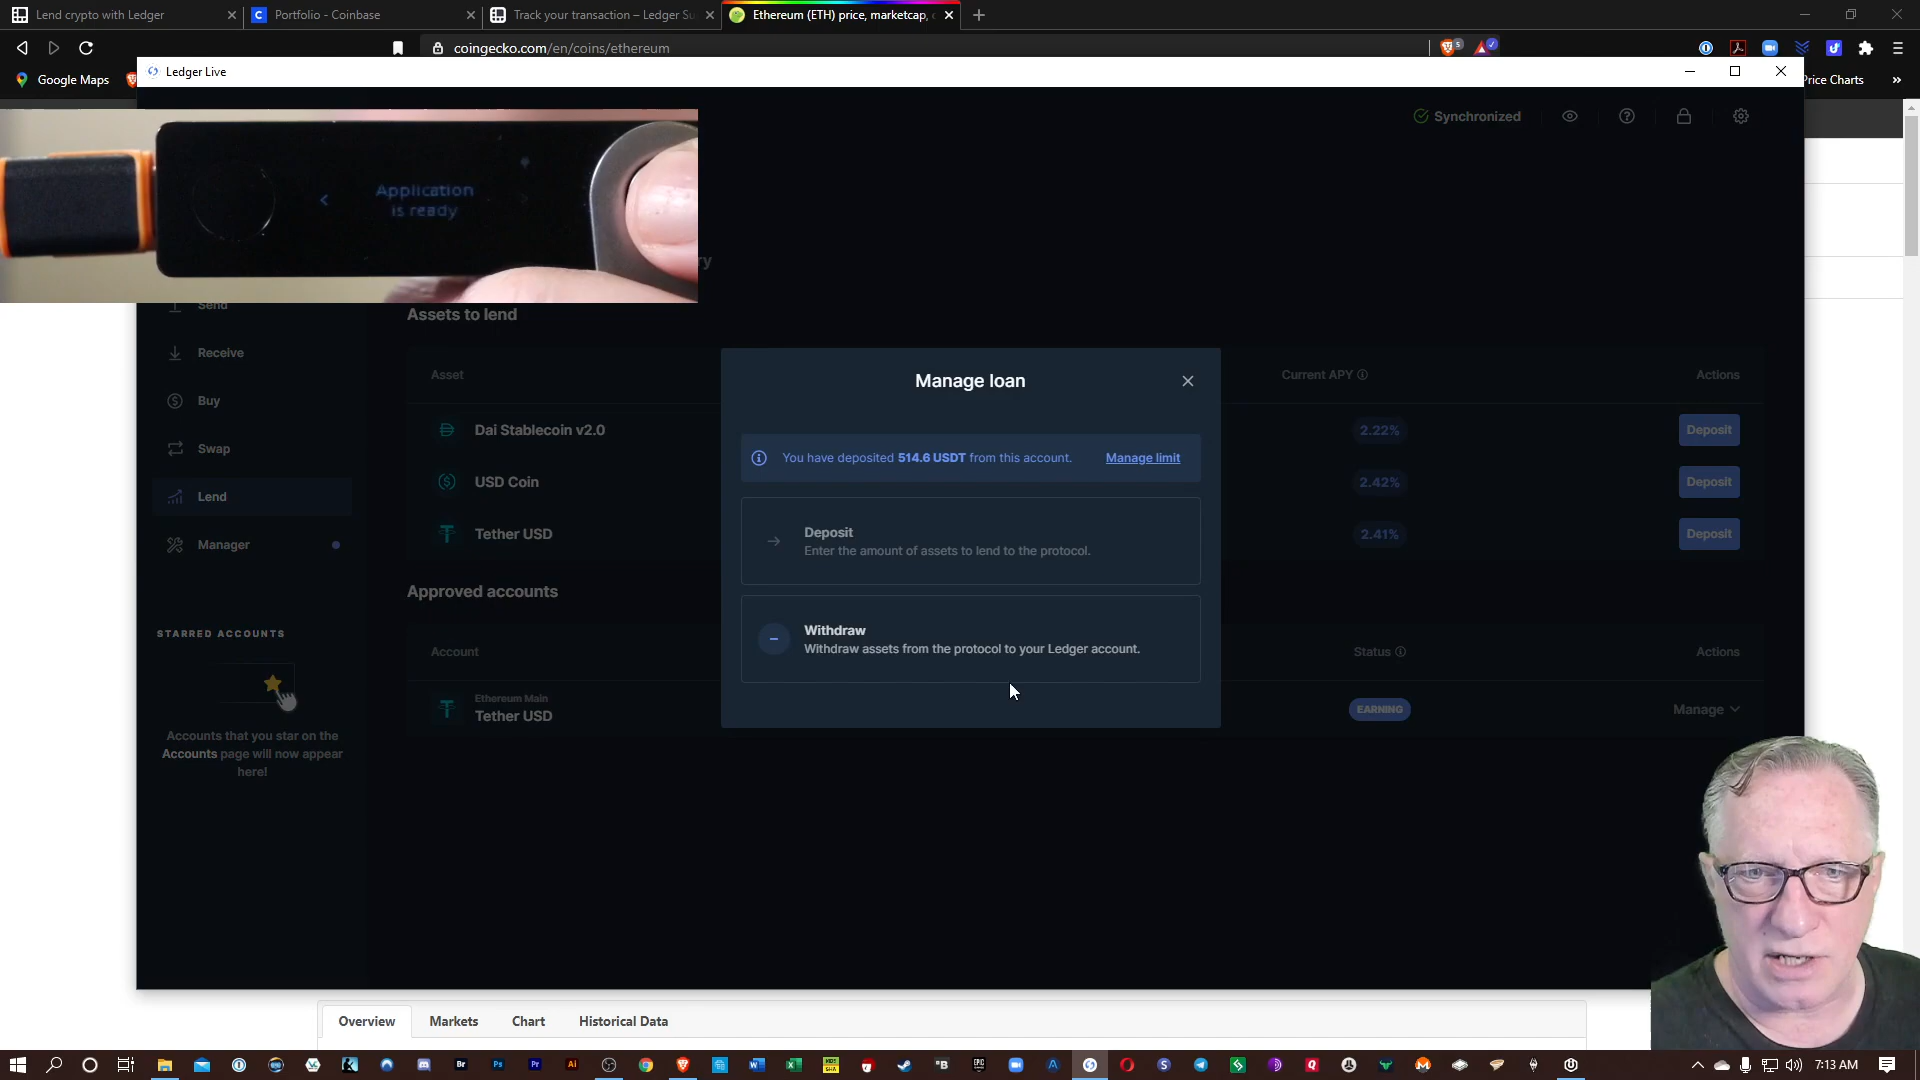 Lend crypto with Ledger
Portfolio - Coinbase
Track your transaction – Ledger Su
Ethereum (ETH) price, marketcap,
coingecko.com/en/coins/ethereum
Google Maps
Price Charts
Ledger Live
Synchronized
Application
is ready
Send
Receive
Buy
Swap
Lend
Manager
STARRED ACCOUNTS
Accounts that you star on the
Accounts page will now appear
here!
Assets to lend
Asset
Current APY
Actions
Dai Stablecoin v2.0
2.22%
Deposit
USD Coin
2.42%
Deposit
Tether USD
2.41%
Deposit
Approved accounts
Account
Status
Actions
Ethereum Main
Tether USD
EARNING
Manage
Manage loan
You have deposited 514.6 USDT from this account.
Manage limit
Deposit
Enter the amount of assets to lend to the protocol.
Withdraw
Withdraw assets from the protocol to your Ledger account.
Overview
Markets
Chart
Historical Data
7:13 AM